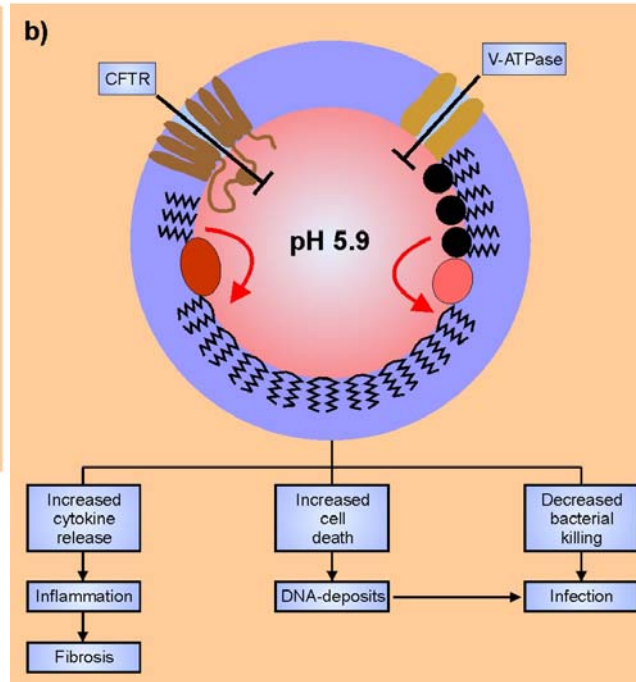 b)
CFTR
V-ATPase
pH 5.9
Increased
cytokine
release
Increased
cell
death
Decreased
bacterial
killing
Inflammation
DNA-deposits
Infection
Fibrosis